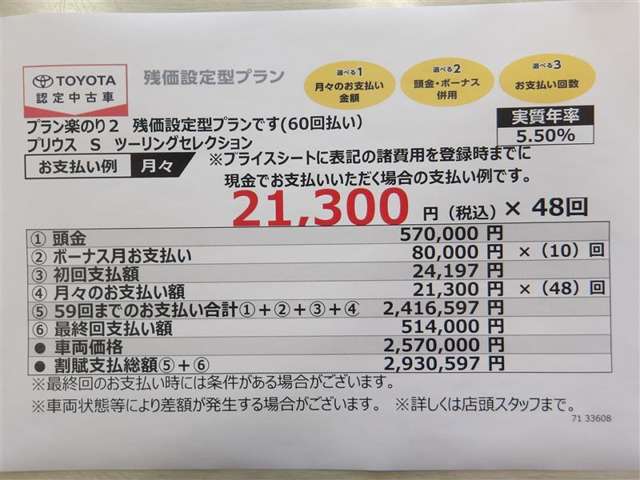 TOYOTA
認定中古車
残価設定型プラン
選べる1
月々のお支払い
金額
選べる2
頭金・ボーナス
併用
選べる3
お支払い回数
プラン楽のり2 残価設定型プランです(60回払い)
プリウス S ツーリングセレクション
実質年率
5.50%
お支払い例 月々
※プライスシートに表記の諸費用を登録時までに
現金でお支払いいただく場合の支払い例です。
21,300 円(税込) × 48回
① 頭金 570,000 円
② ボーナス月お支払い 80,000 円 ×(10)回
③ 初回支払額 24,197 円
④ 月々のお支払い額 21,300 円 ×(48)回
⑤ 59回までのお支払い合計①+②+③+④ 2,416,597 円
⑥ 最終回支払い額 514,000 円
● 車両価格 2,570,000 円
● 割賦支払総額⑤+⑥ 2,930,597 円
※最終回のお支払い時には条件がある場合がございます。
※車両状態等により差額が発生する場合がございます。 ※詳しくは店頭スタッフまで。
71 33608